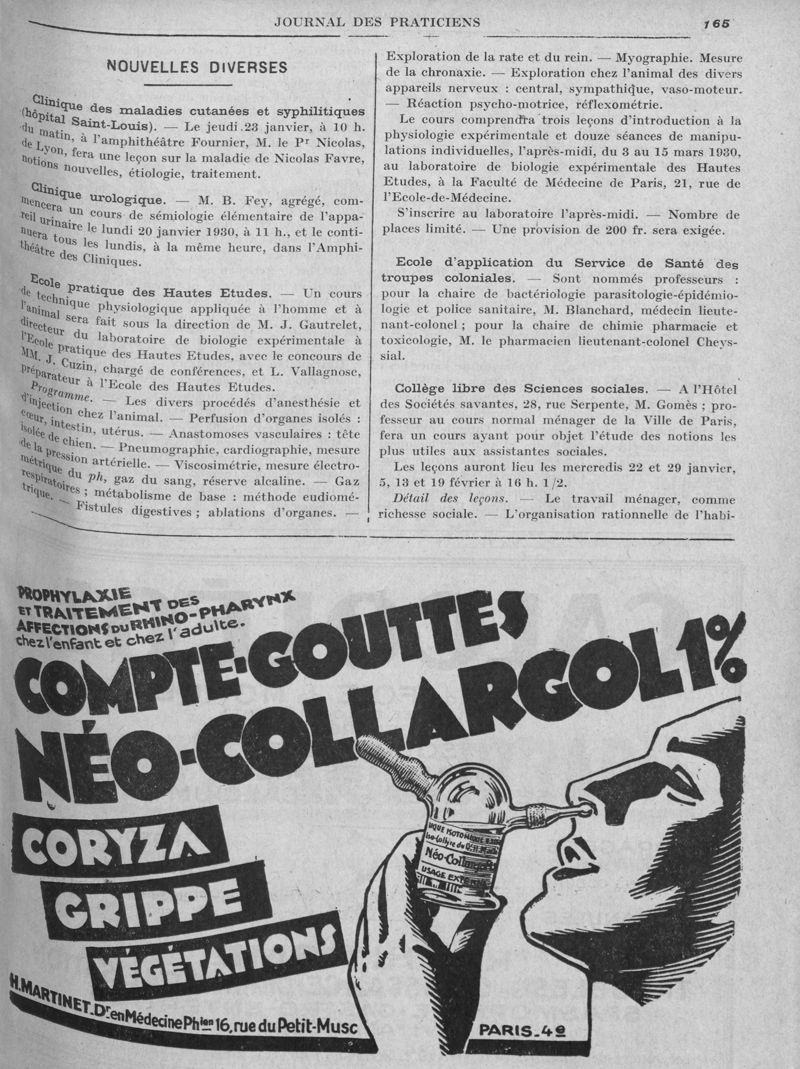 JOURNAL DES PRATICIENS 165
NOUVELLES DIVERSES
Clinique des maladies cutanées et syphilitiques
(hôpital Saint-Louis). — Le jeudi 23 janvier, à 10 h.
du matin, à l'amphithéâtre Fournier, M. le Pr Nicolas,
de Lyon, fera une leçon sur la maladie de Nicolas Favre,
notions nouvelles, étiologie, traitement.
Clinique urologique. — M. B. Fey, agrégé, com-
mencera un cours de sémiologie élémentaire de l'appa-
reil urinaire le lundi 20 janvier 1930, à 11 h., et le conti-
nuera tous les lundis, à la même heure, dans l'Amphi-
théâtre des Cliniques.
Ecole pratique des Hautes Etudes. — Un cours
de technique physiologique appliquée à l'homme et à
l'animal sera fait sous la direction de M. J. Gautrelet,
directeur du laboratoire de biologie expérimentale à
l'Ecole pratique des Hautes Etudes, avec le concours de
MM. J. Cuzin, chargé de conférences, et L. Vallagnose,
préparateur à l'Ecole des Hautes Etudes.
Programme. — Les divers procédés d'anesthésie et
d'injection chez l'animal. — Perfusion d'organes isolés :
cœur, intestin, utérus. — Anastomoses vasculaires : tête
isolée de chien. — Pneumographie, cardiographie, mesure
de la pression artérielle. — Viscosimétrie, mesure électro-
métrique du ph, gaz du sang, réserve alcaline. — Gaz
respiratoires ; métabolisme de base : méthode eudiomé-
trique. — Fistules digestives ; ablations d'organes. —
Exploration de la rate et du rein. — Myographie. Mesure
de la chronaxie. — Exploration chez l'animal des divers
appareils nerveux : central, sympathique, vaso-moteur.
— Réaction psycho-motrice, réflexométrie.
Le cours comprendra trois leçons d'introduction à la
physiologie expérimentale et douze séances de manipu-
lations individuelles, l'après-midi, du 3 au 15 mars 1930,
au laboratoire de biologie expérimentale des Hautes
Etudes, à la Faculté de Médecine de Paris, 21, rue de
l'Ecole-de-Médecine.
S'inscrire au laboratoire l'après-midi. — Nombre de
places limité. — Une provision de 200 fr. sera exigée.
Ecole d'application du Service de Santé des
troupes coloniales. — Sont nommés professeurs :
pour la chaire de bactériologie parasitologie-épidémio-
logie et police sanitaire, M. Blanchard, médecin lieute-
nant-colonel ; pour la chaire de chimie pharmacie et
toxicologie, M. le pharmacien lieutenant-colonel Cheys-
sial.
Collège libre des Sciences sociales. — A l'Hôtel
des Sociétés savantes, 28, rue Serpente, M. Gomès ; pro-
fesseur au cours normal ménager de la Ville de Paris,
fera un cours ayant pour objet l'étude des notions les
plus utiles aux assistantes sociales.
Les leçons auront lieu les mercredis 22 et 29 janvier,
5, 13 et 19 février à 16 h. 1/2.
Détail des leçons. — Le travail ménager, comme
richesse sociale. — L'organisation rationnelle de l'habi-
PROPHYLAXIE
ET TRAITEMENT DES
AFFECTIONS DU RHINO-PHARYNX
chez l'enfant et chez l'adulte.
COMPTE-GOUTTES
NÉO-COLLARGOL 1%
Néo-Collargol
USAGE EXTERNE
CORYZA
GRIPPE
VÉGÉTATIONS
H. MARTINET. Dr en Médecine Phien 16, rue du Petit-Musc
PARIS_4e